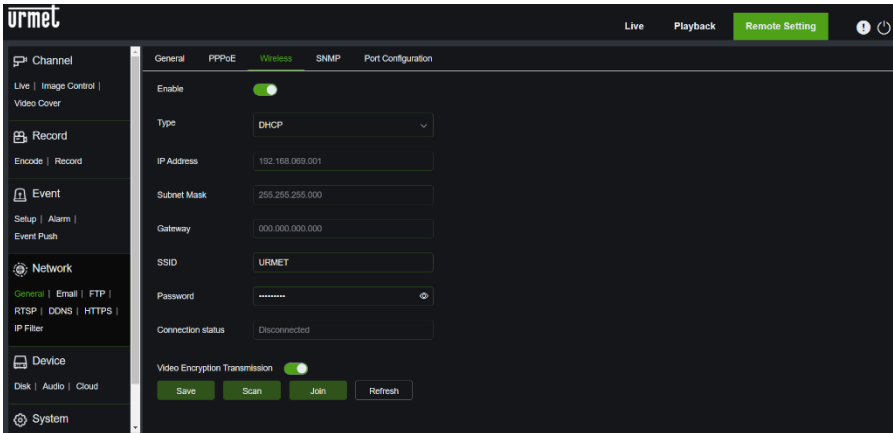 urmet
Live Playback Remote Setting
Channel
Live | Image Control |
Video Cover
Record
Encode | Record
Event
Setup | Alarm |
Event Push
Network
General | Email | FTP |
RTSP | DDNS | HTTPS |
IP Filter
Device
Disk | Audio | Cloud
System
General PPPoE Wireless SNMP Port Configuration
Enable
Type DHCP
IP Address 192.168.069.001
Subnet Mask 255.255.255.000
Gateway 000.000.000.000
SSID URMET
Password •••••••••
Connection status Disconnected
Video Encryption Transmission
Save Scan Join Refresh